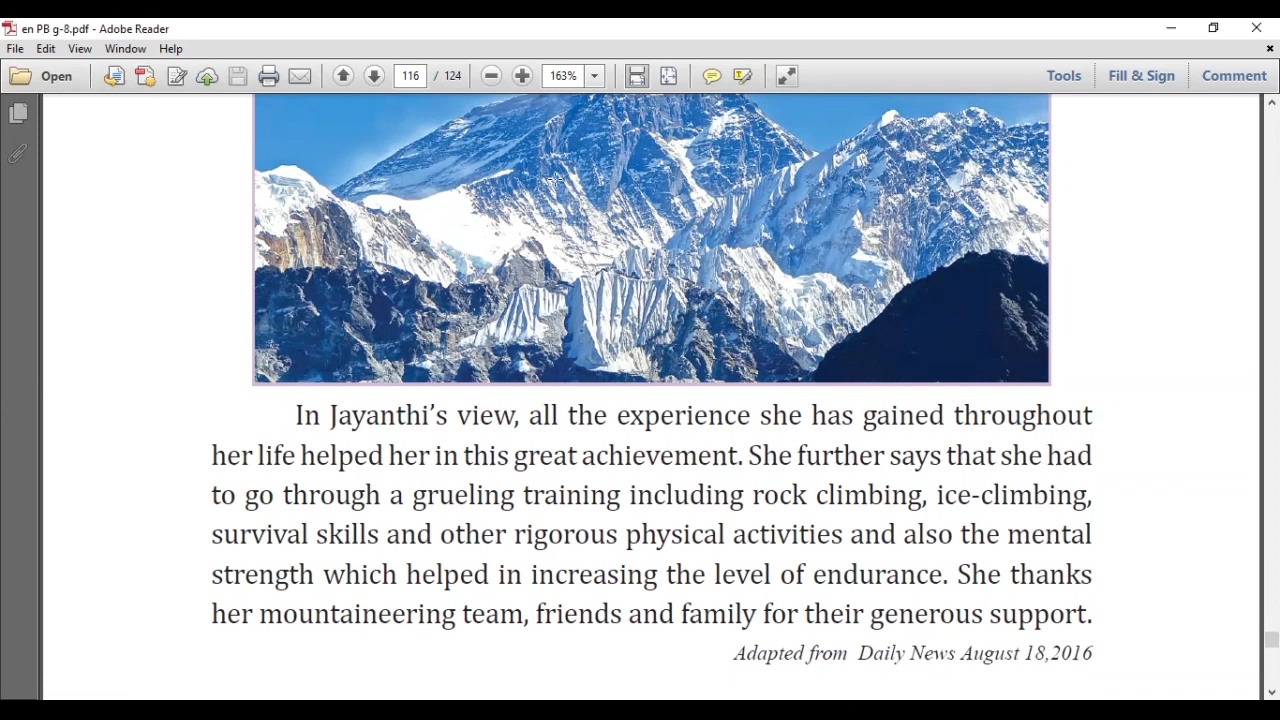 en PB g-8.pdf - Adobe Reader
File Edit View Window Help
Open 116 / 124 163% Tools Fill & Sign Comment
In Jayanthi’s view, all the experience she has gained throughout
her life helped her in this great achievement. She further says that she had
to go through a grueling training including rock climbing, ice-climbing,
survival skills and other rigorous physical activities and also the mental
strength which helped in increasing the level of endurance. She thanks
her mountaineering team, friends and family for their generous support.
Adapted from Daily News August 18,2016